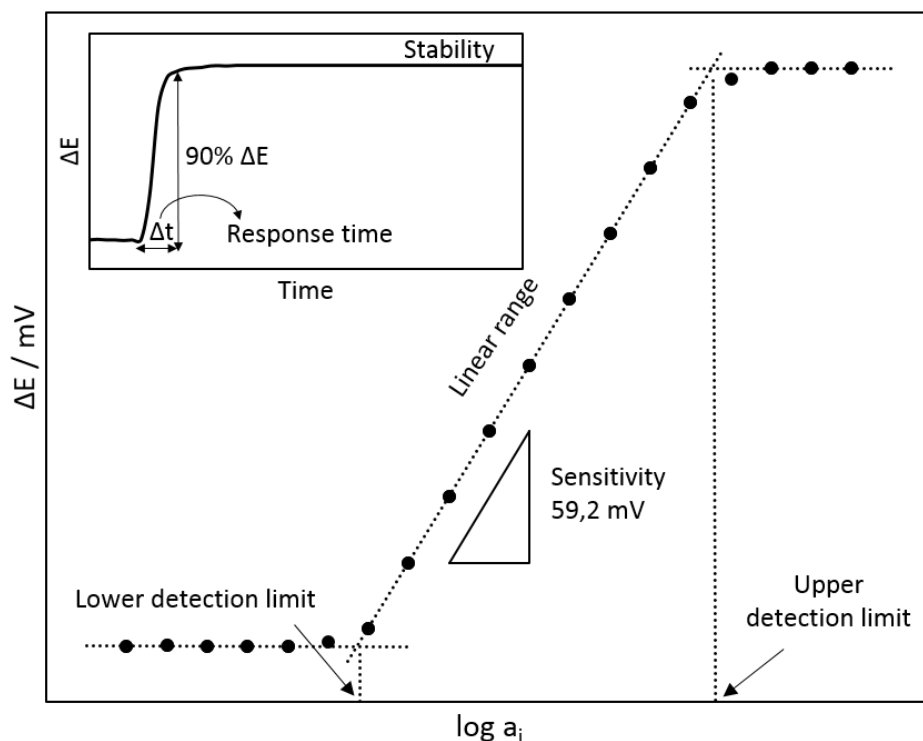 Stability
ΔE
90% ΔE
Δt
Response time
Time
ΔE / mV
Linear range
Sensitivity
59,2 mV
Lower detection limit
Upper
detection limit
log aᵢ